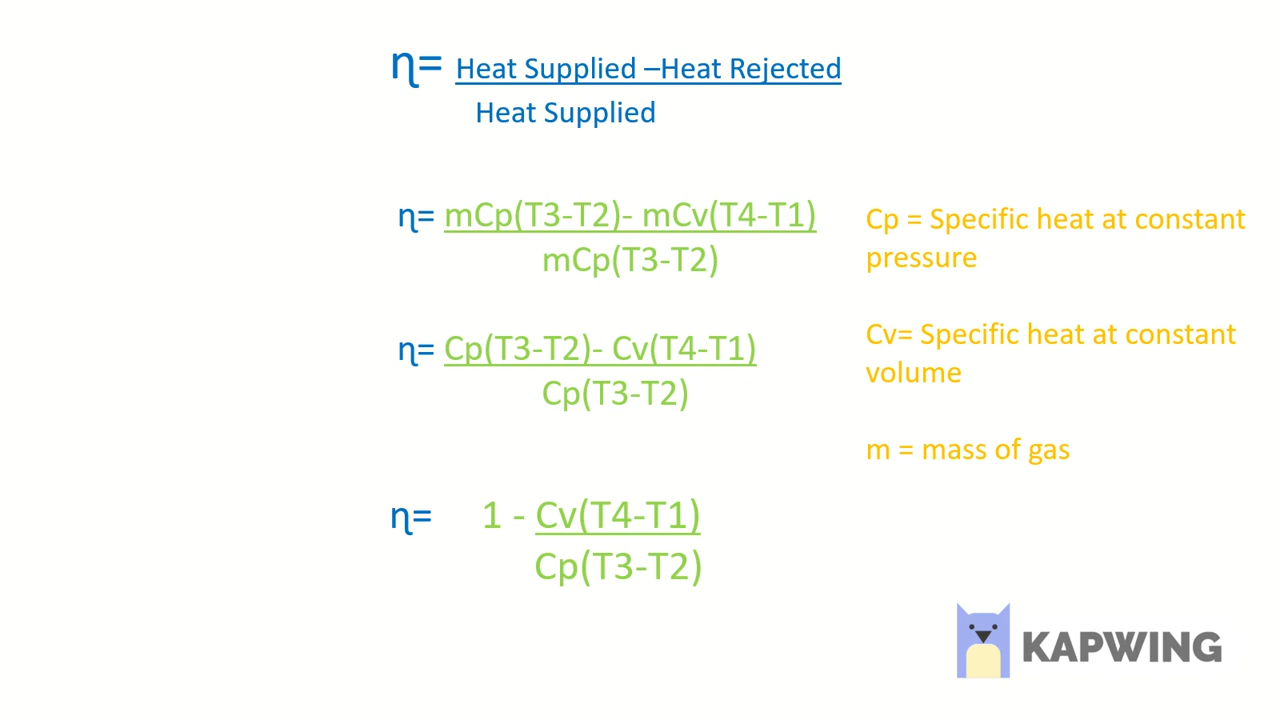 ɳ= Heat Supplied –Heat Rejected
Heat Supplied
ɳ= mCp(T3-T2)- mCv(T4-T1)
mCp(T3-T2)
Cp = Specific heat at constant
pressure
ɳ= Cp(T3-T2)- Cv(T4-T1)
Cp(T3-T2)
Cv= Specific heat at constant
volume
m = mass of gas
ɳ= 1 - Cv(T4-T1)
Cp(T3-T2)
KAPWING